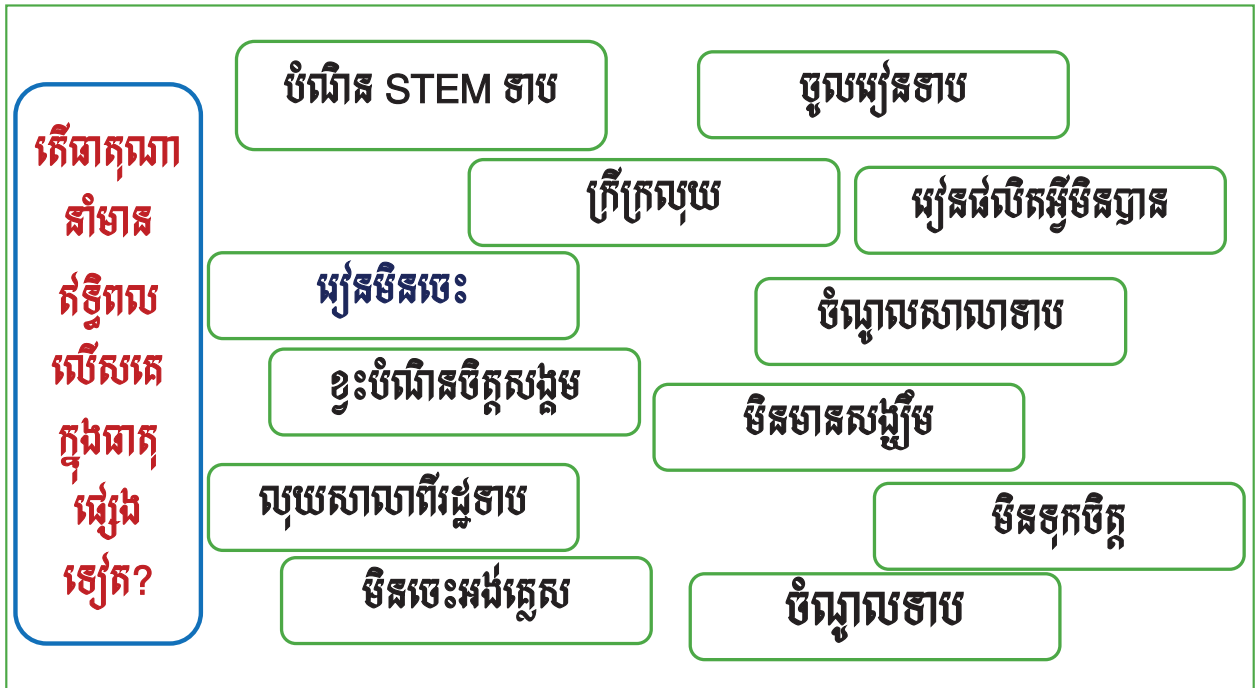 តើធាតុណា
នាំមាន
ឥទ្ធិពល
លើសគេ
ក្នុងធាតុ
ផ្សេង
ទៀត?
បំណិន STEM ទាប
ចូលរៀនទាប
ក្រីក្រលុយ
រៀនផលិតអ្វីមិនបាន
រៀនមិនចេះ
ចំណូលសាលាទាប
ខ្វះបំណិនចិត្តសង្គម
មិនមានសង្ឃឹម
លុយសាលាពីរដ្ឋទាប
មិនទុកចិត្ត
មិនចេះអង់គ្លេស
ចំណូលទាប